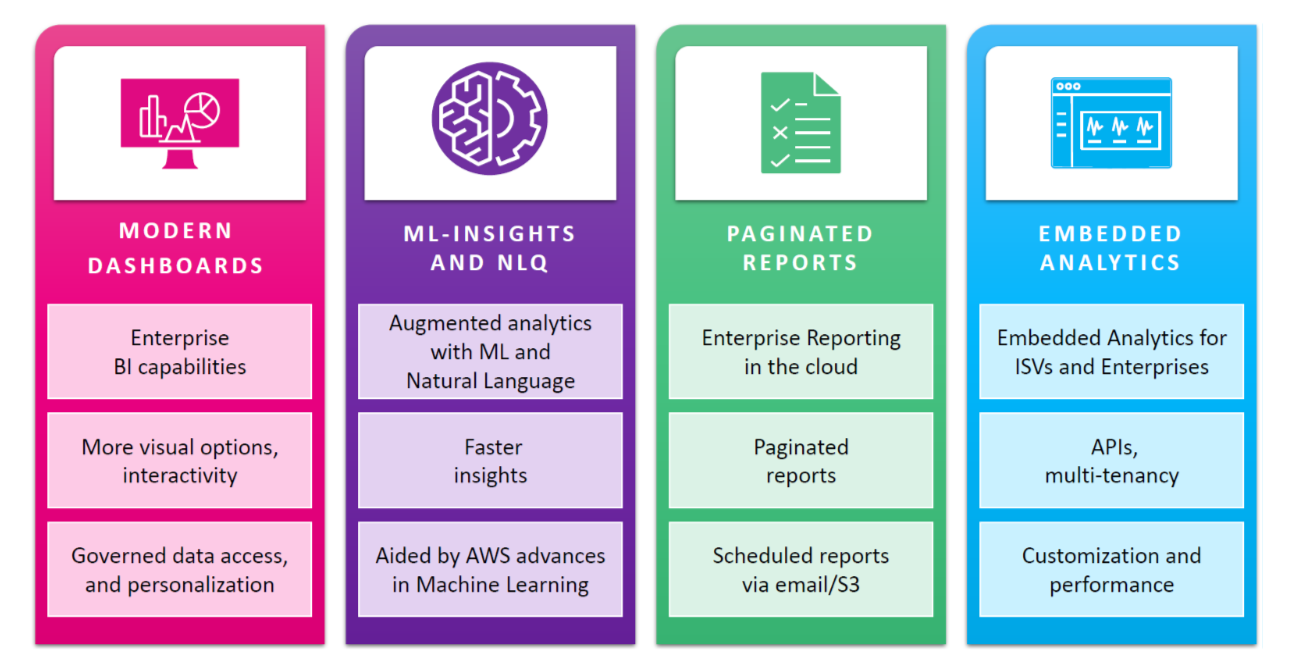 MODERN
DASHBOARDS
Enterprise
BI capabilities
More visual options,
interactivity
Governed data access,
and personalization
ML-INSIGHTS
AND NLQ
Augmented analytics
with ML and
Natural Language
Faster
insights
Aided by AWS advances
in Machine Learning
PAGINATED
REPORTS
Enterprise Reporting
in the cloud
Paginated
reports
Scheduled reports
via email/S3
EMBEDDED
ANALYTICS
Embedded Analytics for
ISVs and Enterprises
APIs,
multi-tenancy
Customization and
performance